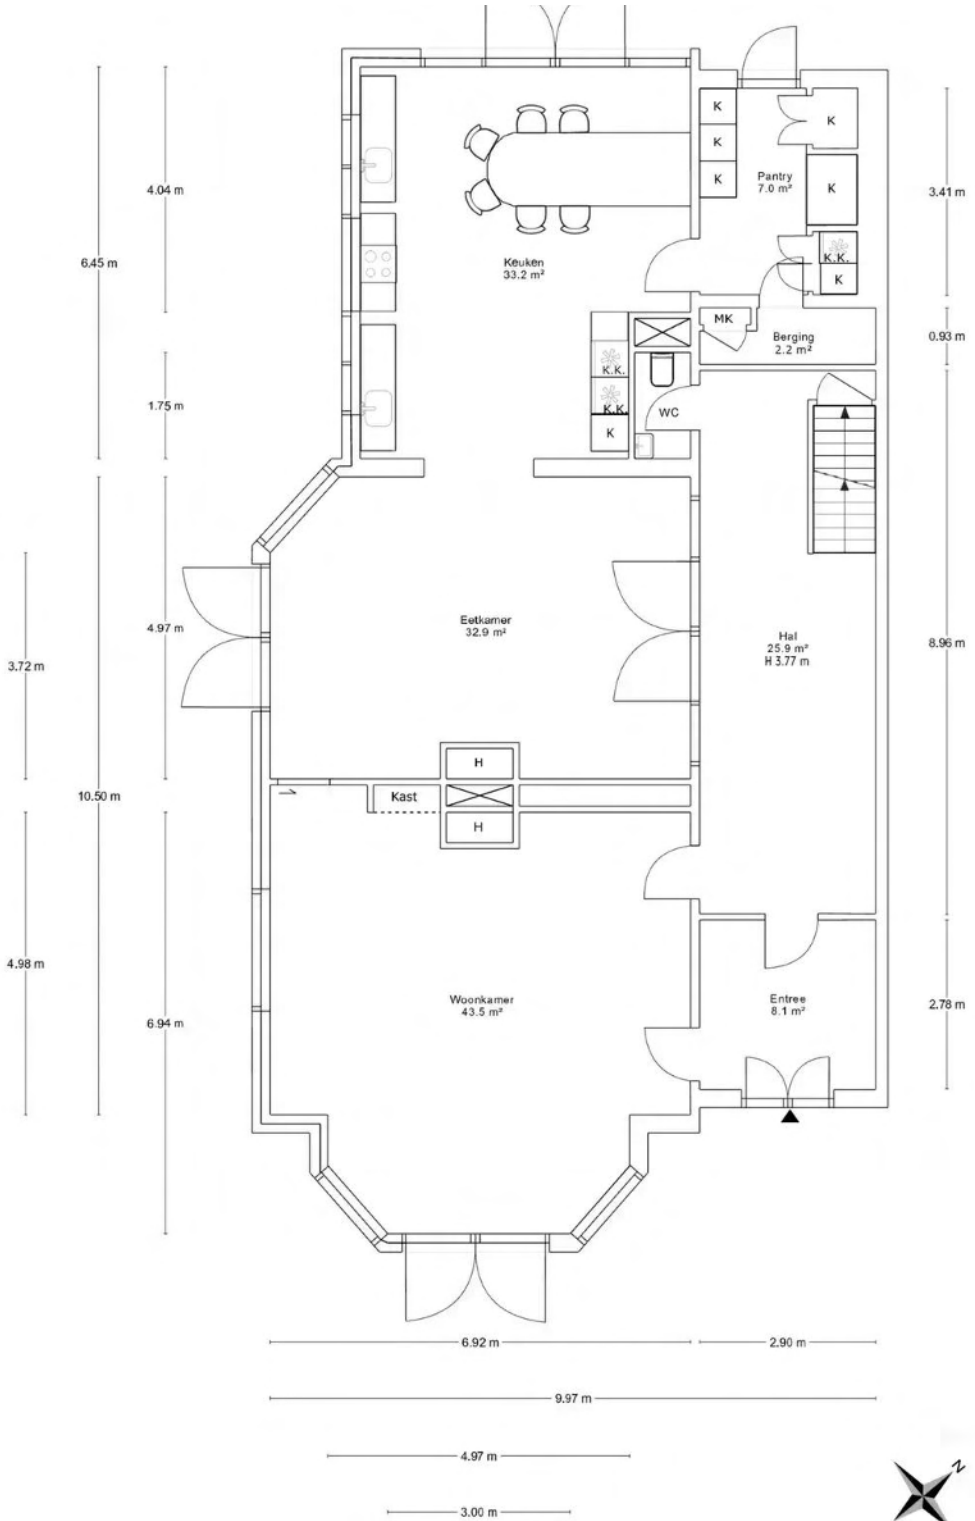 K
K
K
K
K
Pantry
7.0 m²
4.04 m
3.41 m
6.45 m
Keuken
33.2 m²
K.K.
K
MK
Berging
2.2 m²
0.93 m
K.K.
K.K.
K
WC
1.75 m
Eetkamer
32.9 m²
4.97 m
3.72 m
Hal
25.9 m²
H 3.77 m
8.96 m
H
Kast
H
10.50 m
4.98 m
Woonkamer
43.5 m²
Entree
8.1 m²
2.78 m
6.94 m
6.92 m
2.90 m
9.97 m
4.97 m
3.00 m
N